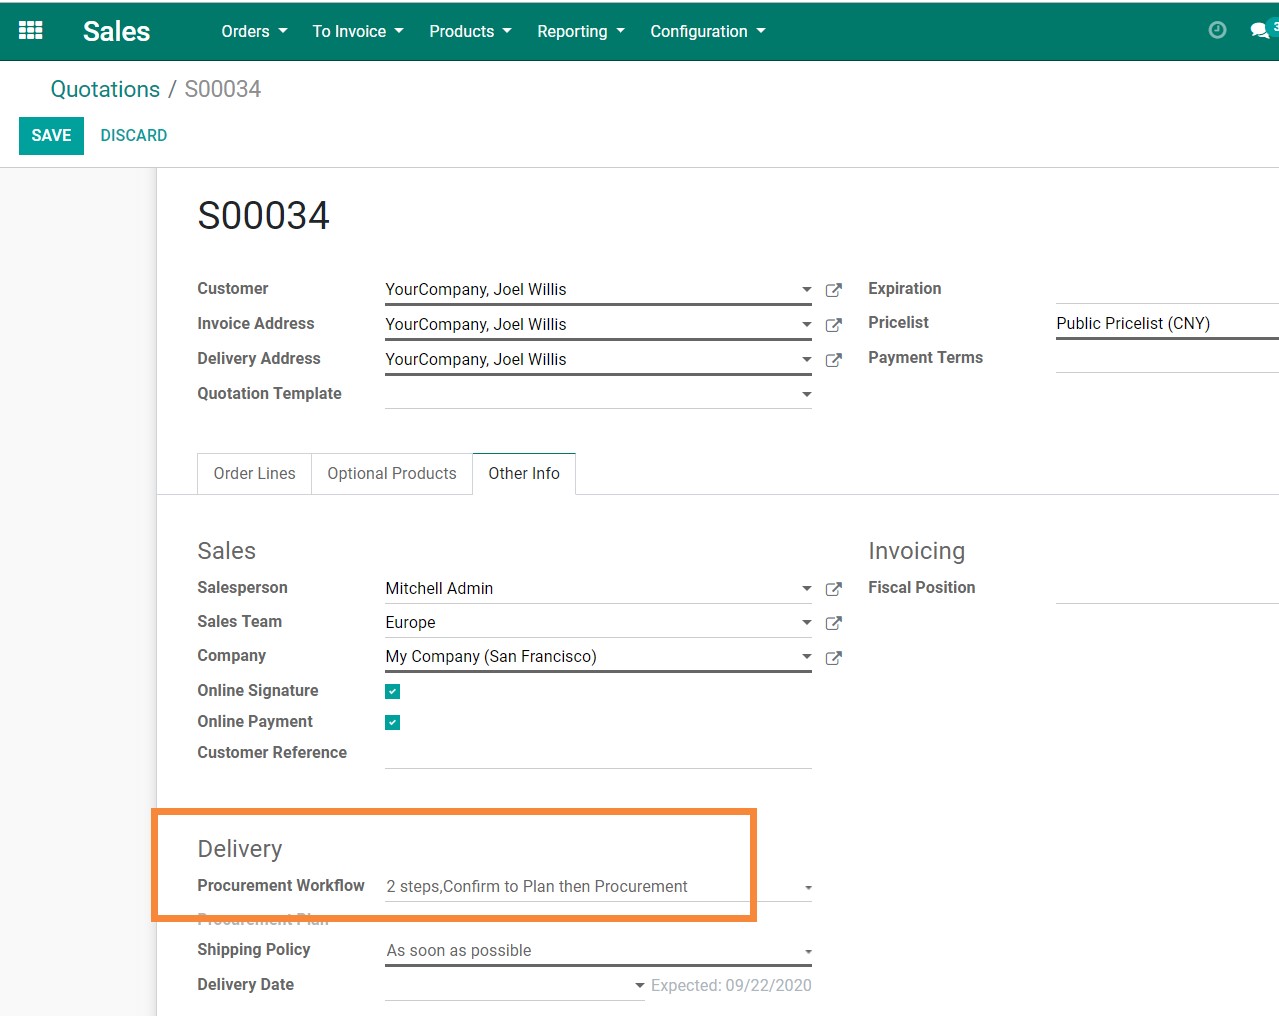 Sales Orders To Invoice Products Reporting Configuration 3
Quotations / S00034
SAVE DISCARD
S00034
Customer YourCompany, Joel Willis Expiration
Invoice Address YourCompany, Joel Willis Pricelist Public Pricelist (CNY)
Delivery Address YourCompany, Joel Willis Payment Terms
Quotation Template
Order Lines Optional Products Other Info
Sales Invoicing
Salesperson Mitchell Admin Fiscal Position
Sales Team Europe
Company My Company (San Francisco)
Online Signature
Online Payment
Customer Reference
Delivery
Procurement Workflow 2 steps,Confirm to Plan then Procurement
Procurement Plan
Shipping Policy As soon as possible
Delivery Date Expected: 09/22/2020